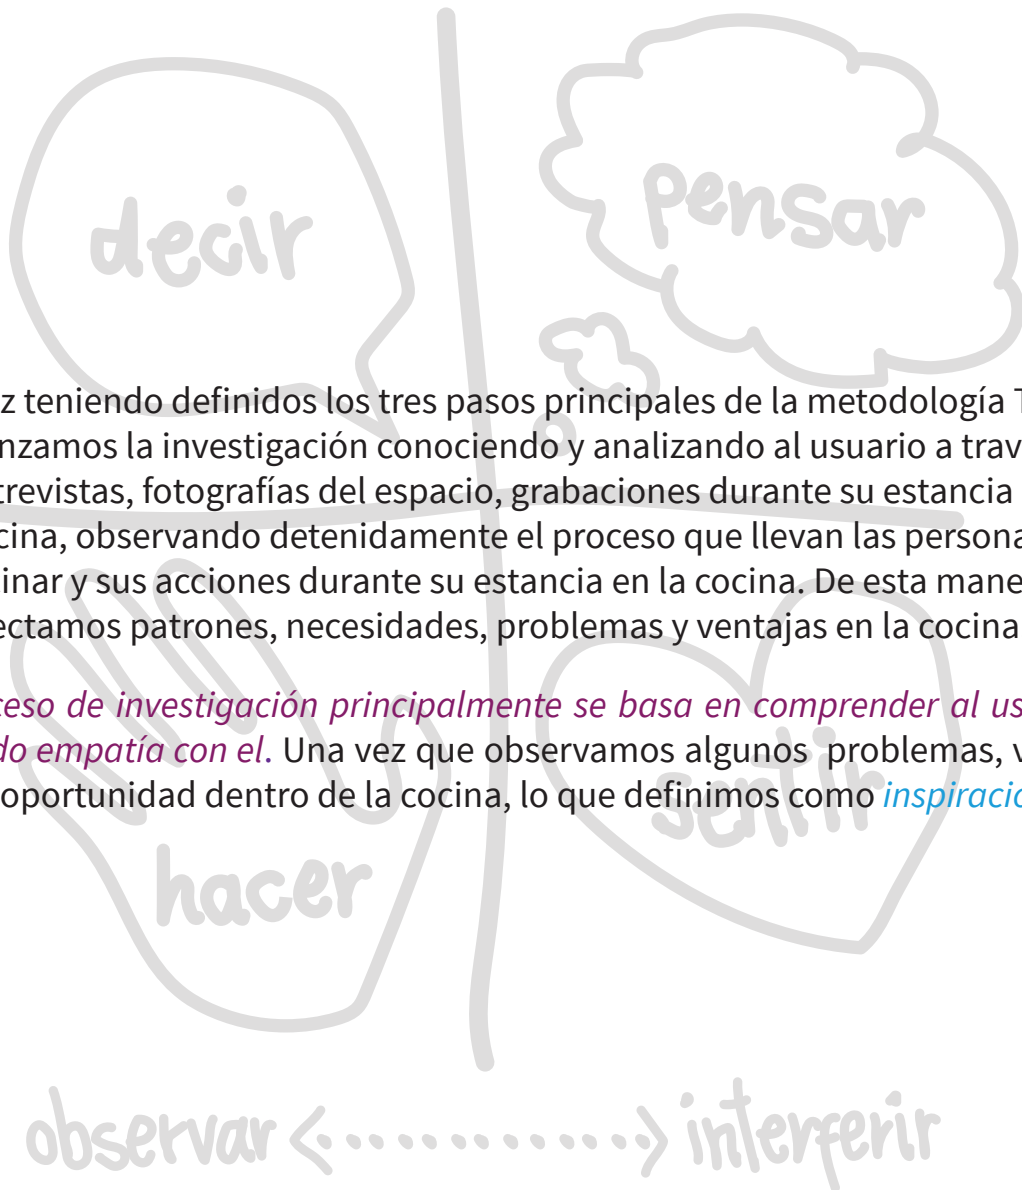 decir
pensar
z teniendo definidos los tres pasos principales de la metodología T
nzamos la investigación conociendo y analizando al usuario a trav
trevistas, fotografías del espacio, grabaciones durante su estancia
cina, observando detenidamente el proceso que llevan las persona
inar y sus acciones durante su estancia en la cocina. De esta mane
ectamos patrones, necesidades, problemas y ventajas en la cocina
ceso de investigación principalmente se basa en comprender al us
do empatía con el. Una vez que observamos algunos problemas, v
oportunidad dentro de la cocina, lo que definimos como inspiracio
sentir
hacer
observar <············> interferir